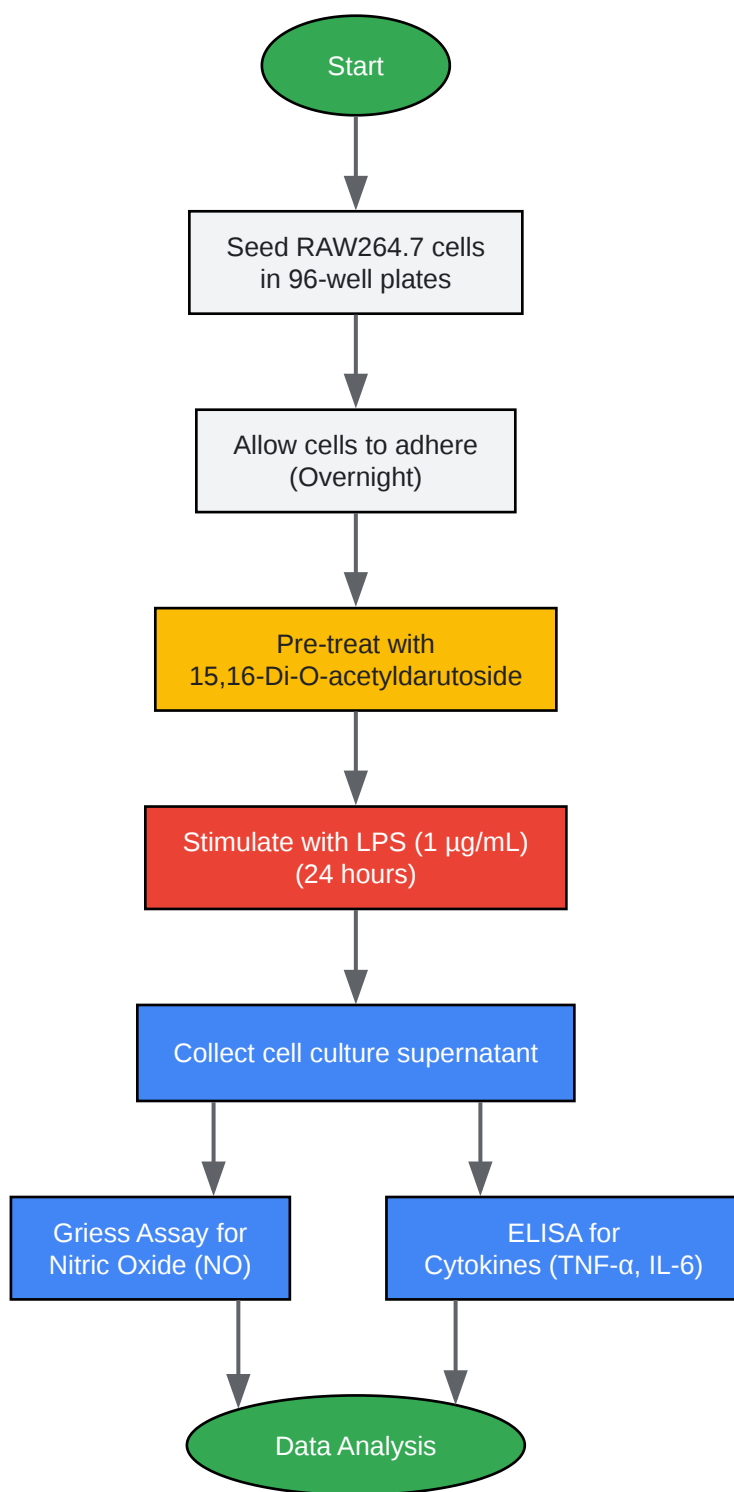 Start
Seed RAW264.7 cells
in 96-well plates
Allow cells to adhere
(Overnight)
Pre-treat with
15,16-Di-O-acetyldarutoside
Stimulate with LPS (1 µg/mL)
(24 hours)
Collect cell culture supernatant
Griess Assay for
Nitric Oxide (NO)
ELISA for
Cytokines (TNF-α, IL-6)
Data Analysis